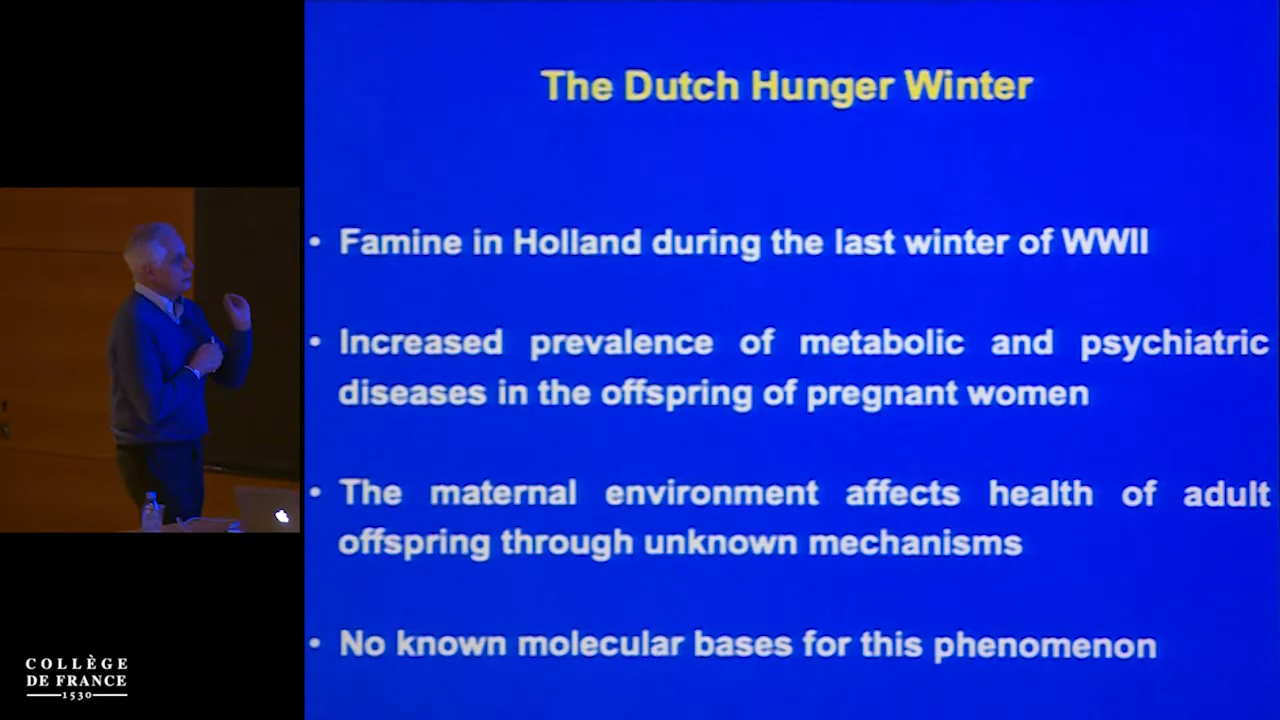 The Dutch Hunger Winter
• Famine in Holland during the last winter of WWII
• Increased prevalence of metabolic and psychiatric
diseases in the offspring of pregnant women
• The maternal environment affects health of adult
offspring through unknown mechanisms
• No known molecular bases for this phenomenon
COLLÈGE
DE FRANCE
1530